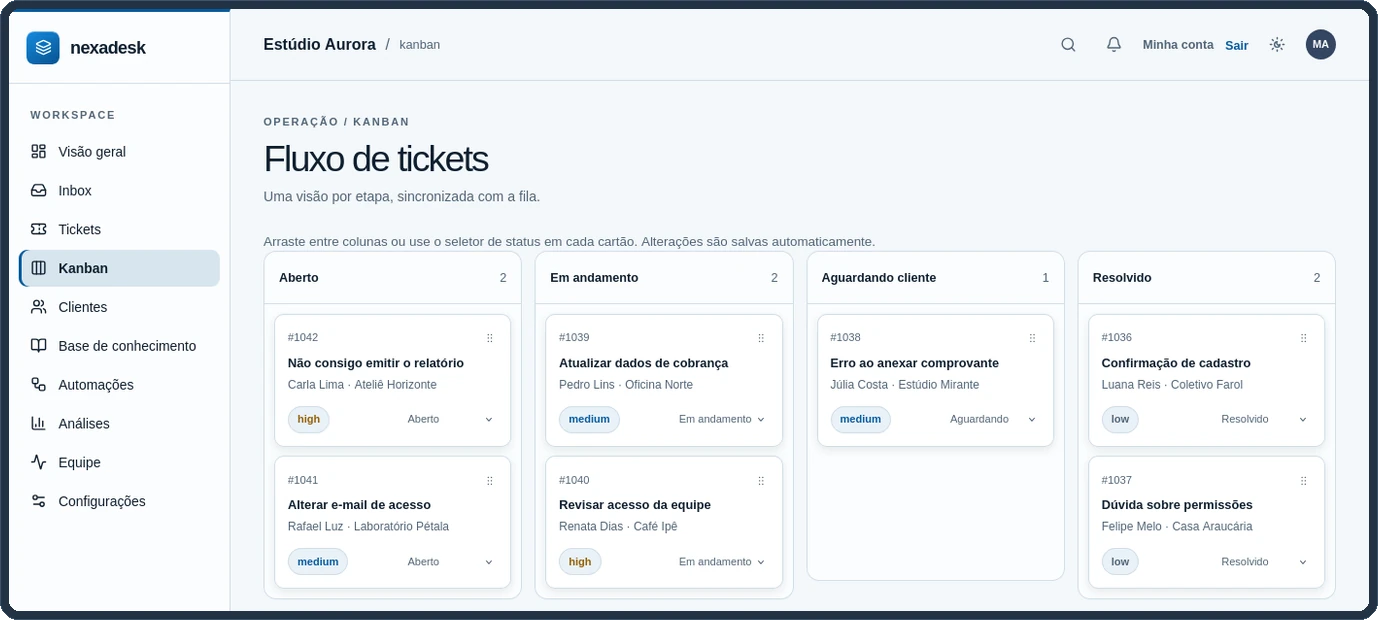 nexadesk
Estúdio Aurora / kanban
Minha conta Sair
MA
WORKSPACE
Visão geral
Inbox
Tickets
Kanban
Clientes
Base de conhecimento
Automações
Análises
Equipe
Configurações
OPERAÇÃO / KANBAN
Fluxo de tickets
Uma visão por etapa, sincronizada com a fila.
Arraste entre colunas ou use o seletor de status em cada cartão. Alterações são salvas automaticamente.
Aberto 2
#1042
Não consigo emitir o relatório
Carla Lima · Ateliê Horizonte
high Aberto
#1041
Alterar e-mail de acesso
Rafael Luz · Laboratório Pétala
medium Aberto
Em andamento 2
#1039
Atualizar dados de cobrança
Pedro Lins · Oficina Norte
medium Em andamento
#1040
Revisar acesso da equipe
Renata Dias · Café Ipê
high Em andamento
Aguardando cliente 1
#1038
Erro ao anexar comprovante
Júlia Costa · Estúdio Mirante
medium Aguardando
Resolvido 2
#1036
Confirmação de cadastro
Luana Reis · Coletivo Farol
low Resolvido
#1037
Dúvida sobre permissões
Felipe Melo · Casa Araucária
low Resolvido